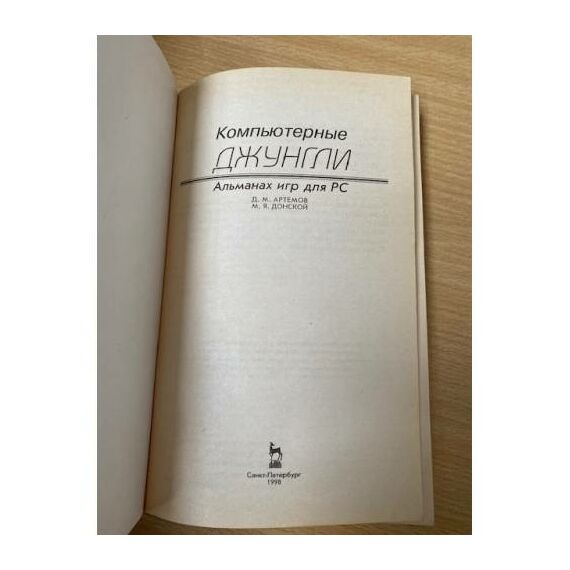 Компьютерные
ДЖУНГЛИ
Альманах игр для PC
Д. М. АРТЕМОВ
М. Я. ДОНСКОЙ
Санкт-Петербург
1998